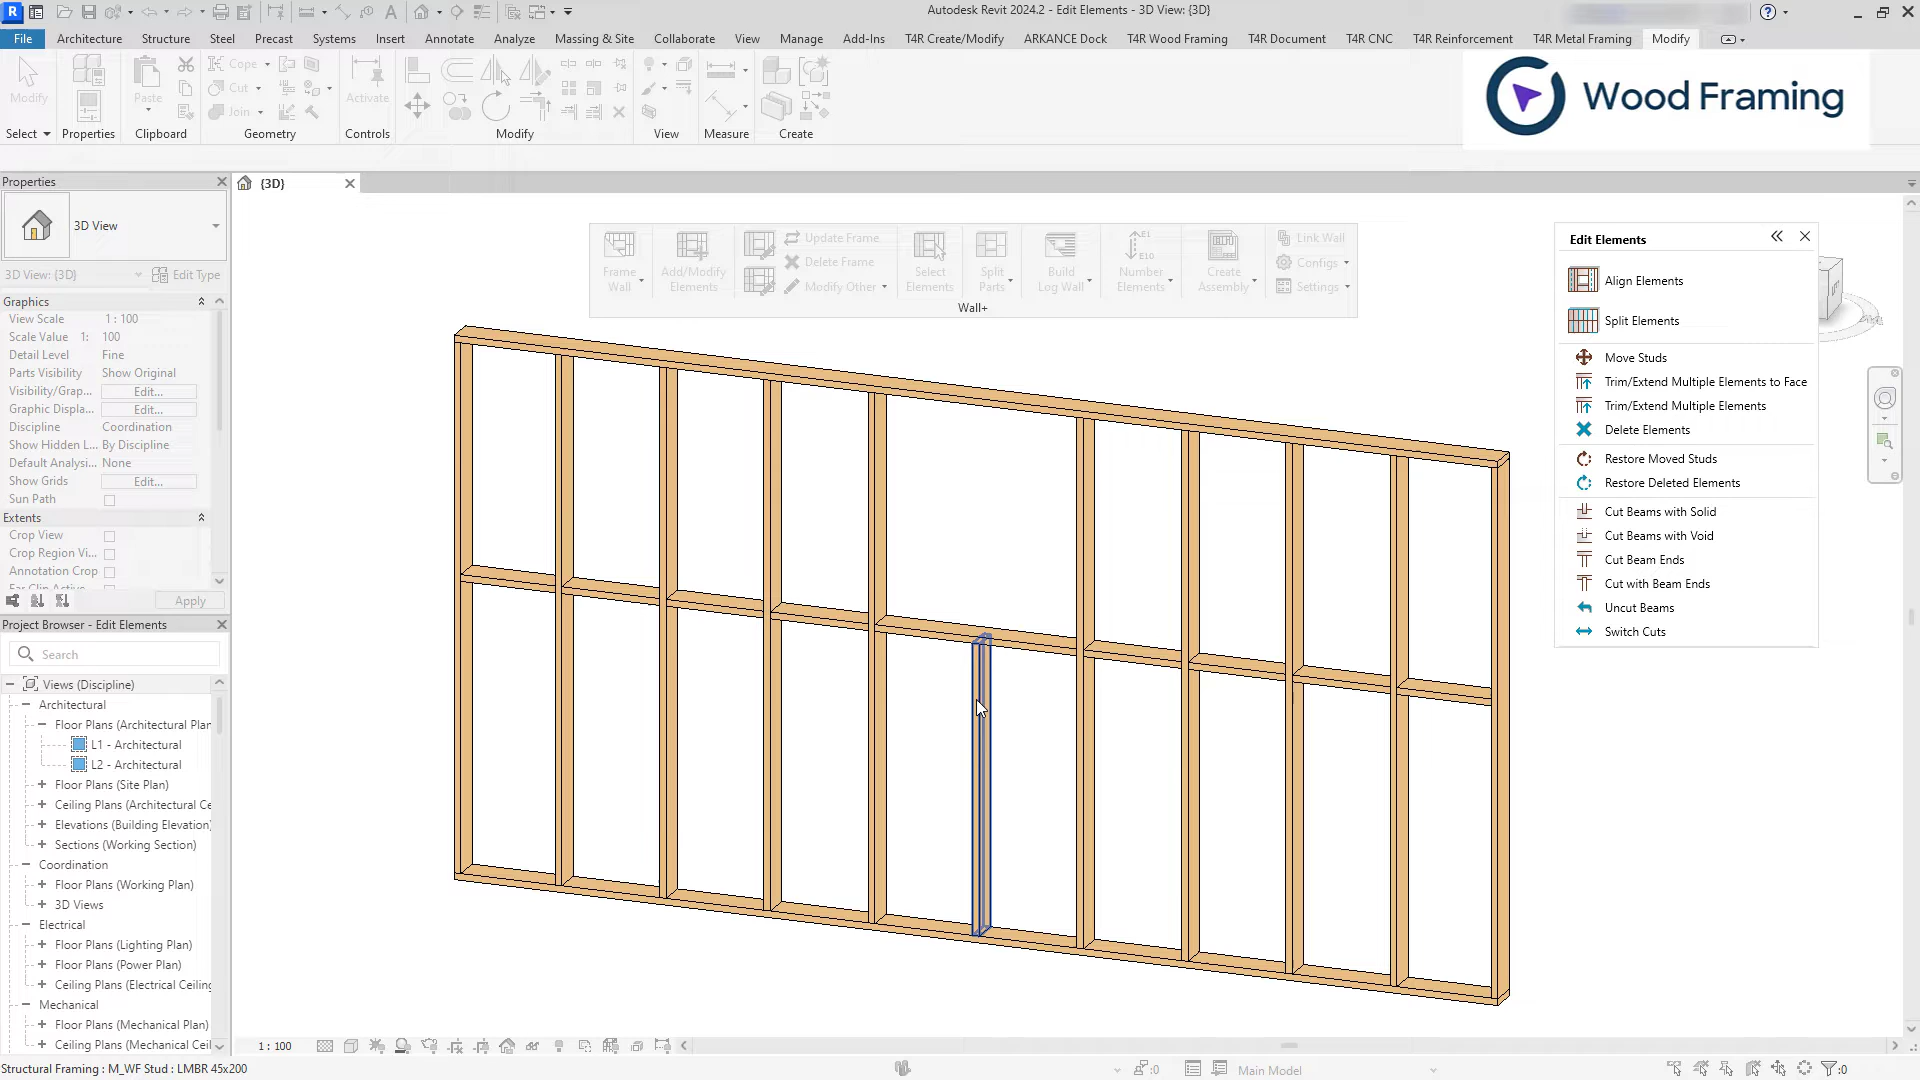 Autodesk Revit 2024.2 - Edit Elements - 3D View: {3D}
File Architecture Structure Steel Precast Systems Insert Annotate Analyze Massing & Site Collaborate View Manage Add-Ins T4R Create/Modify ARKANCE Dock T4R Wood Framing T4R Document T4R CNC T4R Reinforcement T4R Metal Framing Modify
Modify
Paste
Cope
Cut
Join
Activate
Select Properties Clipboard Geometry Controls Modify View Measure Create
Wood Framing
Properties
{3D}
3D View
3D View: {3D} Edit Type
Graphics
View Scale 1 : 100
Scale Value 1: 100
Detail Level Fine
Parts Visibility Show Original
Visibility/Grap... Edit...
Graphic Displa... Edit...
Discipline Coordination
Show Hidden L... By Discipline
Default Analysi... None
Show Grids Edit...
Sun Path
Extents
Crop View
Crop Region Vi...
Annotation Crop
Far Clip Active
Apply
Project Browser - Edit Elements
Search
Views (Discipline)
Architectural
Floor Plans (Architectural Plan
L1 - Architectural
L2 - Architectural
Floor Plans (Site Plan)
Ceiling Plans (Architectural Ce
Elevations (Building Elevation)
Sections (Working Section)
Coordination
Floor Plans (Working Plan)
3D Views
Electrical
Floor Plans (Lighting Plan)
Floor Plans (Power Plan)
Ceiling Plans (Electrical Ceiling
Mechanical
Floor Plans (Mechanical Plan)
Ceiling Plans (Mechanical Ceil
Frame
Wall
Add/Modify
Elements
Update Frame
Delete Frame
Modify Other
Select
Elements
Split
Parts
Build
Log Wall
Number
Elements
Create
Assembly
Link Wall
Configs
Settings
Wall+
Edit Elements
Align Elements
Split Elements
Move Studs
Trim/Extend Multiple Elements to Face
Trim/Extend Multiple Elements
Delete Elements
Restore Moved Studs
Restore Deleted Elements
Cut Beams with Solid
Cut Beams with Void
Cut Beam Ends
Cut with Beam Ends
Uncut Beams
Switch Cuts
1 : 100
Structural Framing : M_WF Stud : LMBR 45x200
:0
Main Model
:0